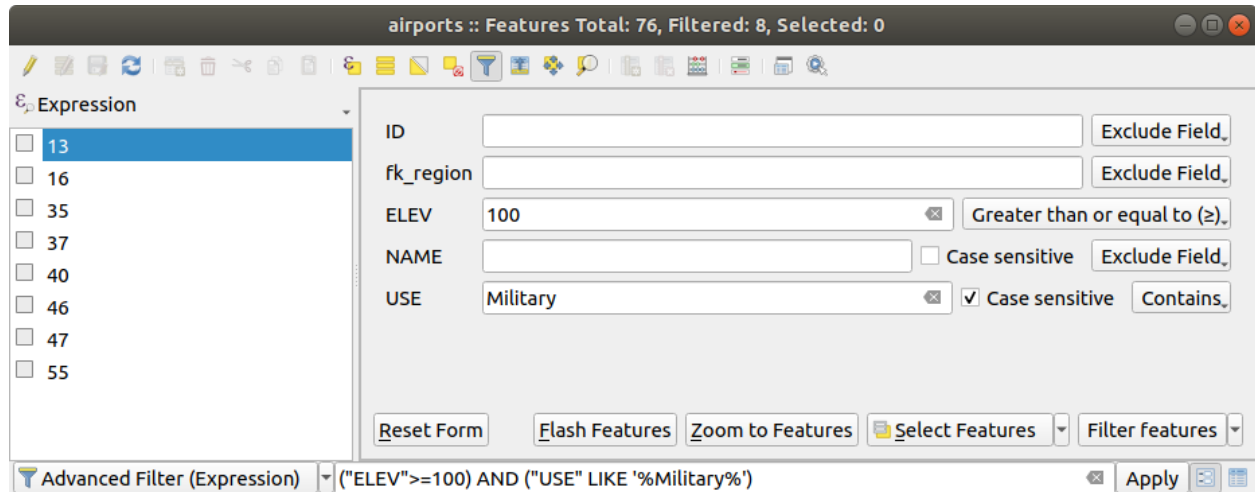 airports :: Features Total: 76, Filtered: 8, Selected: 0
Expression
13
16
35
37
40
46
47
55
ID Exclude Field
fk_region Exclude Field
ELEV 100 Greater than or equal to (≥)
NAME Case sensitive Exclude Field
USE Military Case sensitive Contains
Reset Form Flash Features Zoom to Features Select Features Filter features
Advanced Filter (Expression) ("ELEV">=100) AND ("USE" LIKE '%Military%') Apply